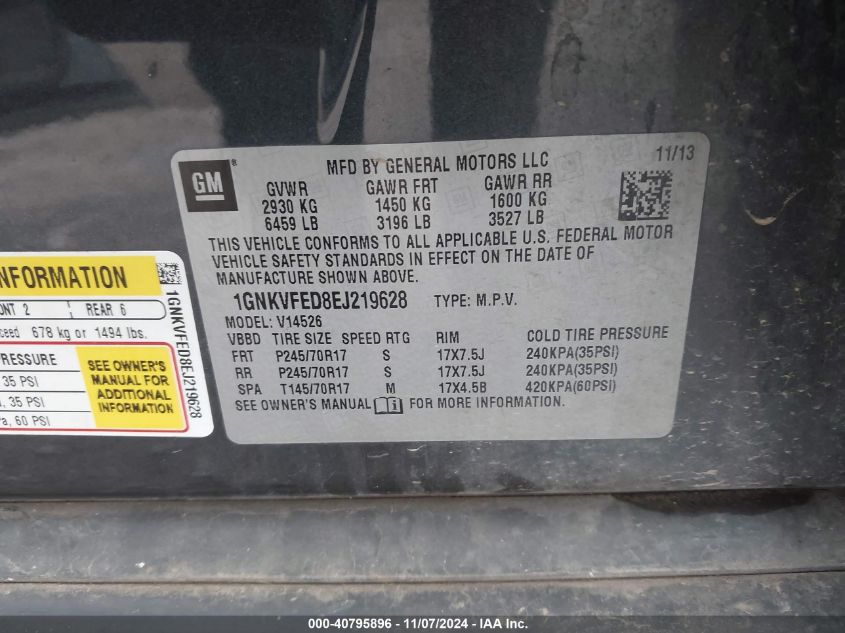 GM ®
MFD BY GENERAL MOTORS LLC
11/13
GVWR GAWR FRT GAWR RR
2930 KG 1450 KG 1600 KG
6459 LB 3196 LB 3527 LB
THIS VEHICLE CONFORMS TO ALL APPLICABLE U.S. FEDERAL MOTOR
VEHICLE SAFETY STANDARDS IN EFFECT ON THE DATE OF
MANUFACTURE SHOWN ABOVE.
1GNKVFED8EJ219628 TYPE: M.P.V.
MODEL: V14526
VBBD TIRE SIZE SPEED RTG RIM COLD TIRE PRESSURE
FRT P245/70R17 S 17X7.5J 240KPA(35PSI)
RR P245/70R17 S 17X7.5J 240KPA(35PSI)
SPA T145/70R17 M 17X4.5B 420KPA(60PSI)
SEE OWNER'S MANUAL FOR MORE INFORMATION.
INFORMATION
2 REAR 6
678 kg or 1494 lbs.
PRESSURE
35 PSI
35 PSI
60 PSI
SEE OWNER'S
MANUAL FOR
ADDITIONAL
INFORMATION
1GNKVFED8EJ219628
000-40795896 - 11/07/2024 - IAA Inc.